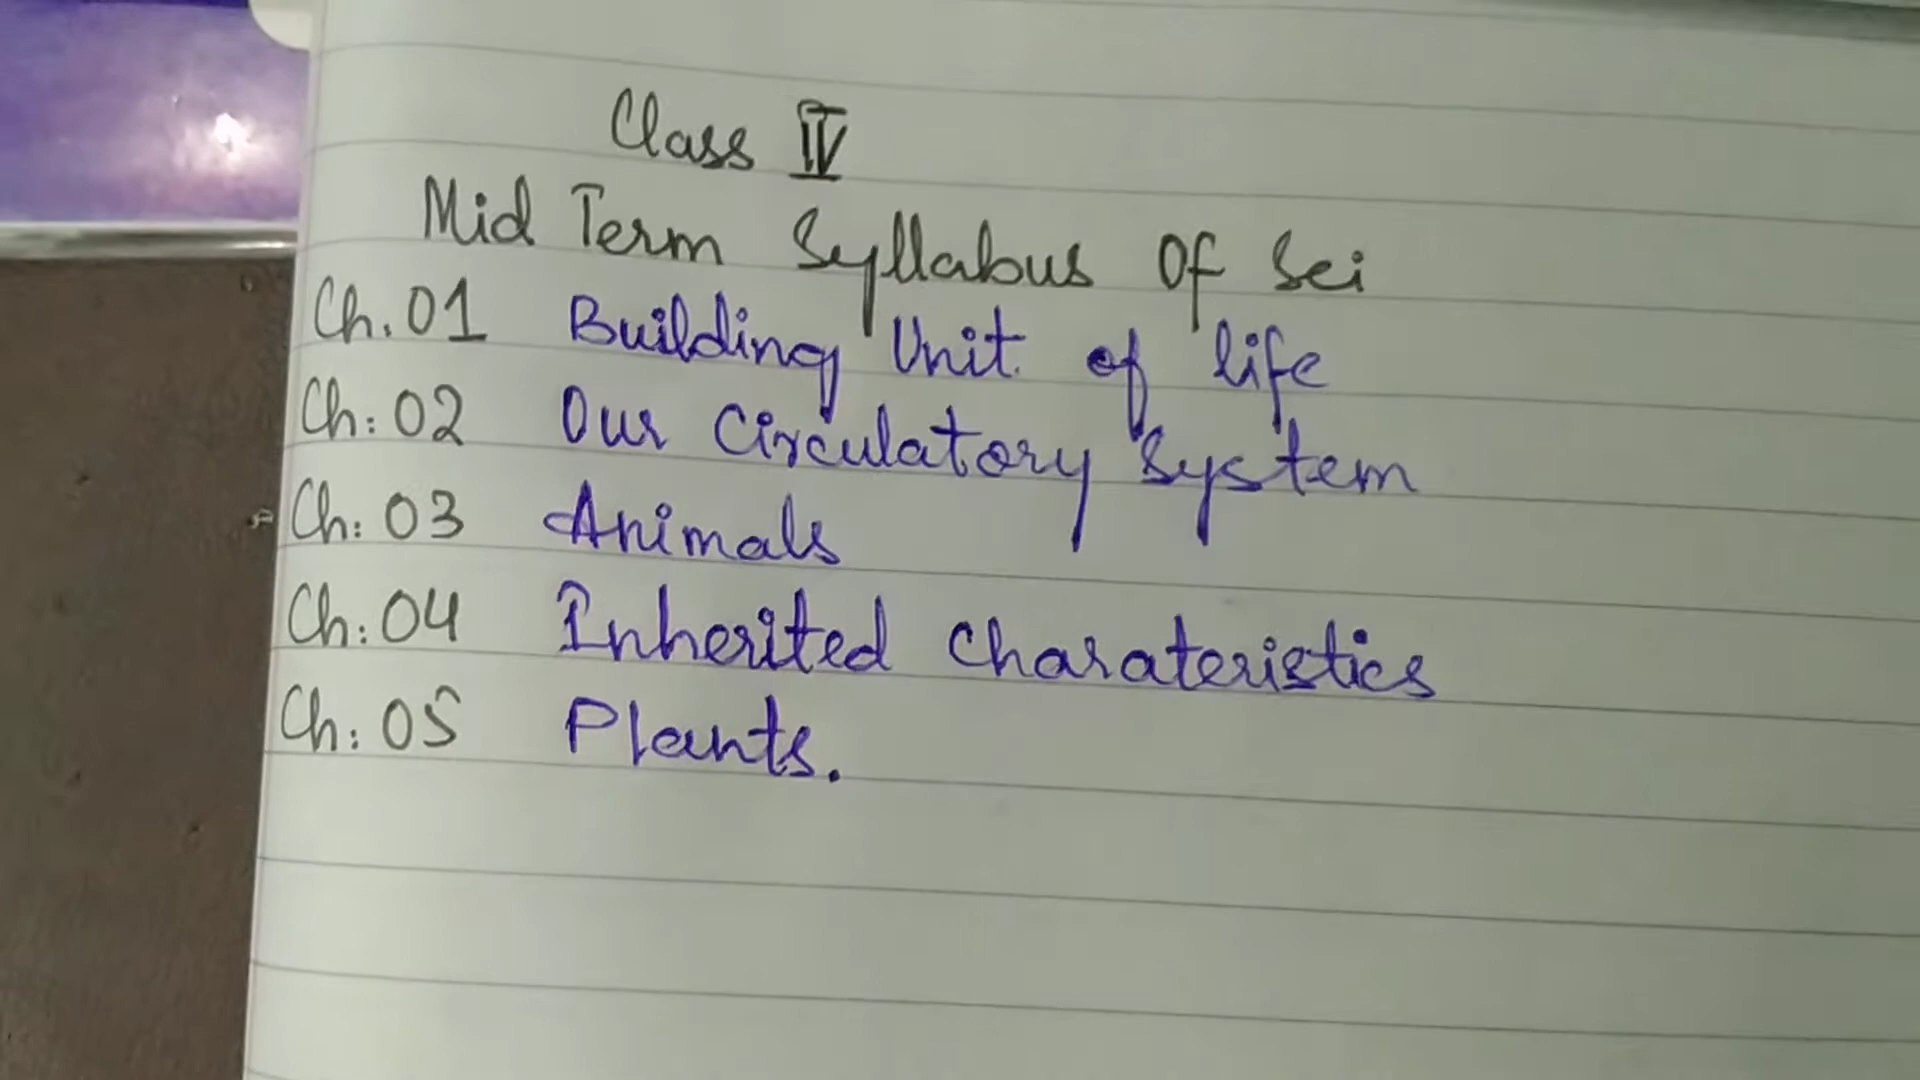 Class IV
Mid Term Syllabus Of Sci
Ch. 01 Building Unit of life
Ch: 02 Our Circulatory System
Ch: 03 Animals
Ch: 04 Inherited Charateristics
Ch: 05 Plants.